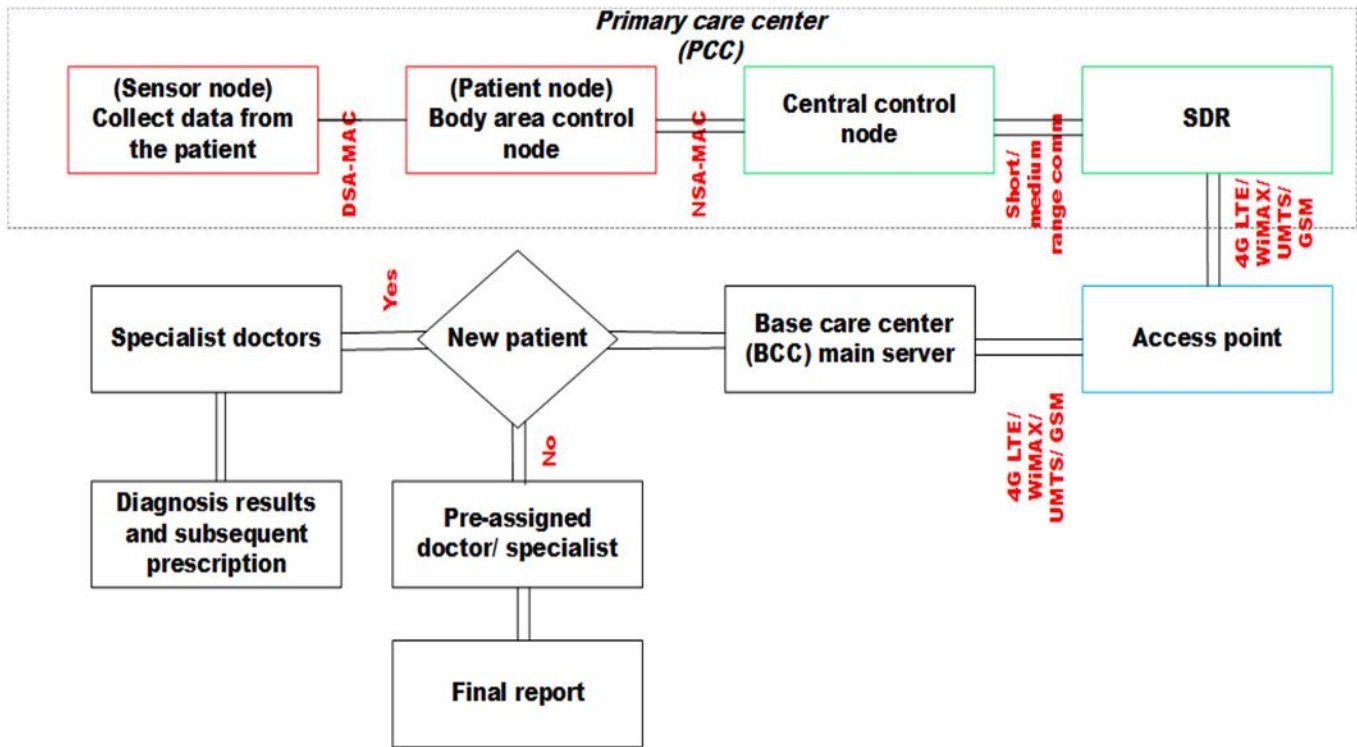 Primary care center
(PCC)
(Sensor node)
Collect data from
the patient
DSA-MAC
(Patient node)
Body area control
node
NSA-MAC
Central control
node
Short/
medium
range comm
SDR
4G LTE/
WiMAX/
UMTS/
GSM
Specialist doctors
Yes
New patient
Base care center
(BCC) main server
Access point
4G LTE/
WiMAX/
UMTS/ GSM
No
Diagnosis results
and subsequent
prescription
Pre-assigned
doctor/ specialist
Final report